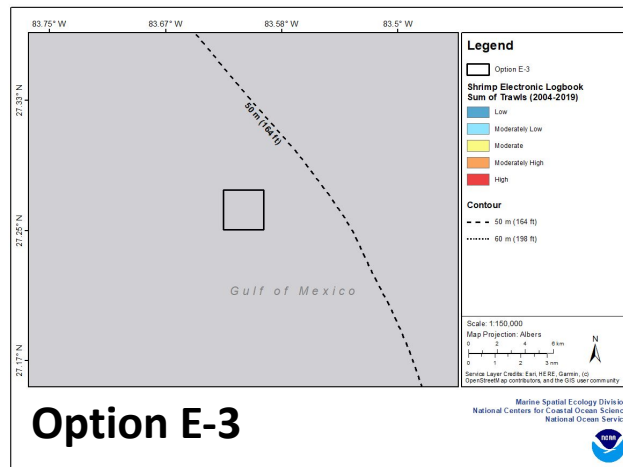 83.75° W
83.67° W
83.58° W
83.5° W
27.33° N
27.25° N
27.17° N
50 m (164 ft)
Gulf of Mexico
Legend
Option E-3
Shrimp Electronic Logbook
Sum of Trawls (2004-2019)
Low
Moderately Low
Moderate
Moderately High
High
Contour
50 m (164 ft)
60 m (198 ft)
Scale: 1:150,000
Map Projection: Albers
0 2 4 6 km
0 1 2 3 nm
N
Service Layer Credits: Esri, HERE, Garmin, (c)
OpenStreetMap contributors, and the GIS user community
Option E-3
Marine Spatial Ecology Divisio
National Centers for Coastal Ocean Scienc
National Ocean Servic
NOAA